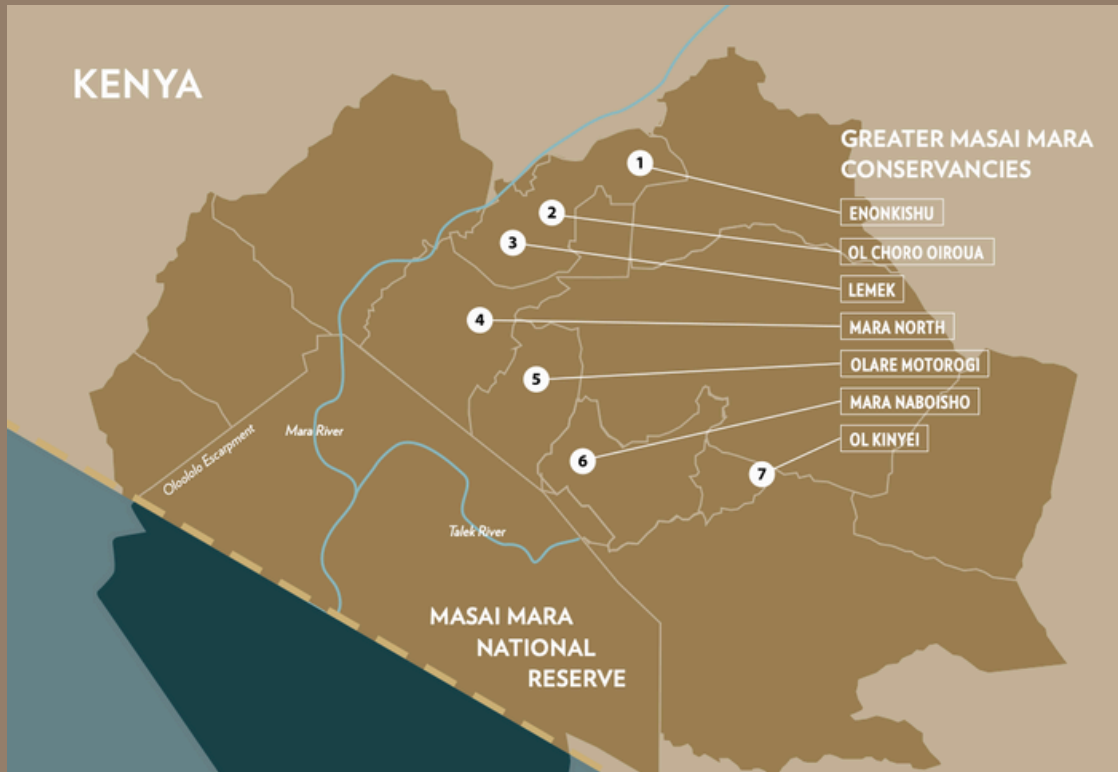 KENYA
GREATER MASAI MARA
CONSERVANCIES
1
ENONKISHU
2
OL CHORO OIROUA
3
LEMEK
4
MARA NORTH
5
OLARE MOTOROGI
6
MARA NABOISHO
7
OL KINYEI
Mara River
Oloololo Escarpment
Talek River
MASAI MARA
NATIONAL
RESERVE